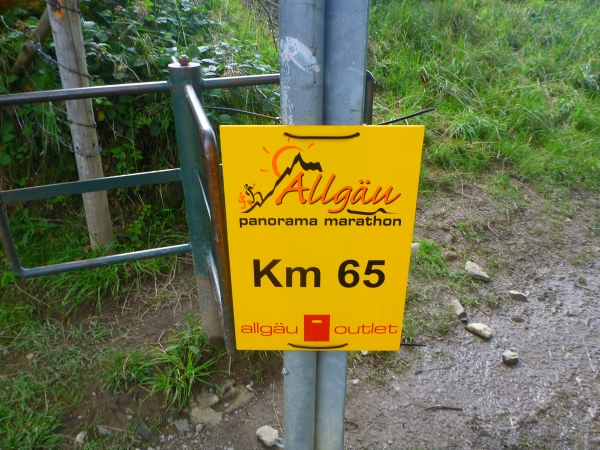 Allgäu
panorama marathon
Km 65
allgäu outlet